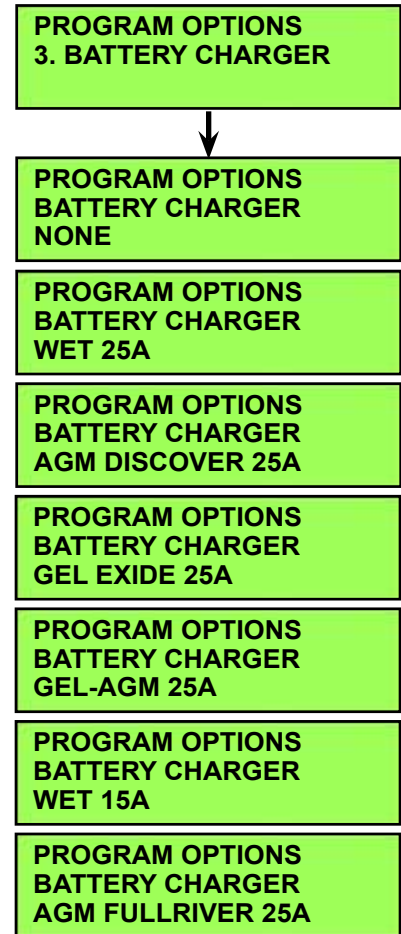 PROGRAM OPTIONS
3. BATTERY CHARGER
PROGRAM OPTIONS
BATTERY CHARGER
NONE
PROGRAM OPTIONS
BATTERY CHARGER
WET 25A
PROGRAM OPTIONS
BATTERY CHARGER
AGM DISCOVER 25A
PROGRAM OPTIONS
BATTERY CHARGER
GEL EXIDE 25A
PROGRAM OPTIONS
BATTERY CHARGER
GEL-AGM 25A
PROGRAM OPTIONS
BATTERY CHARGER
WET 15A
PROGRAM OPTIONS
BATTERY CHARGER
AGM FULLRIVER 25A